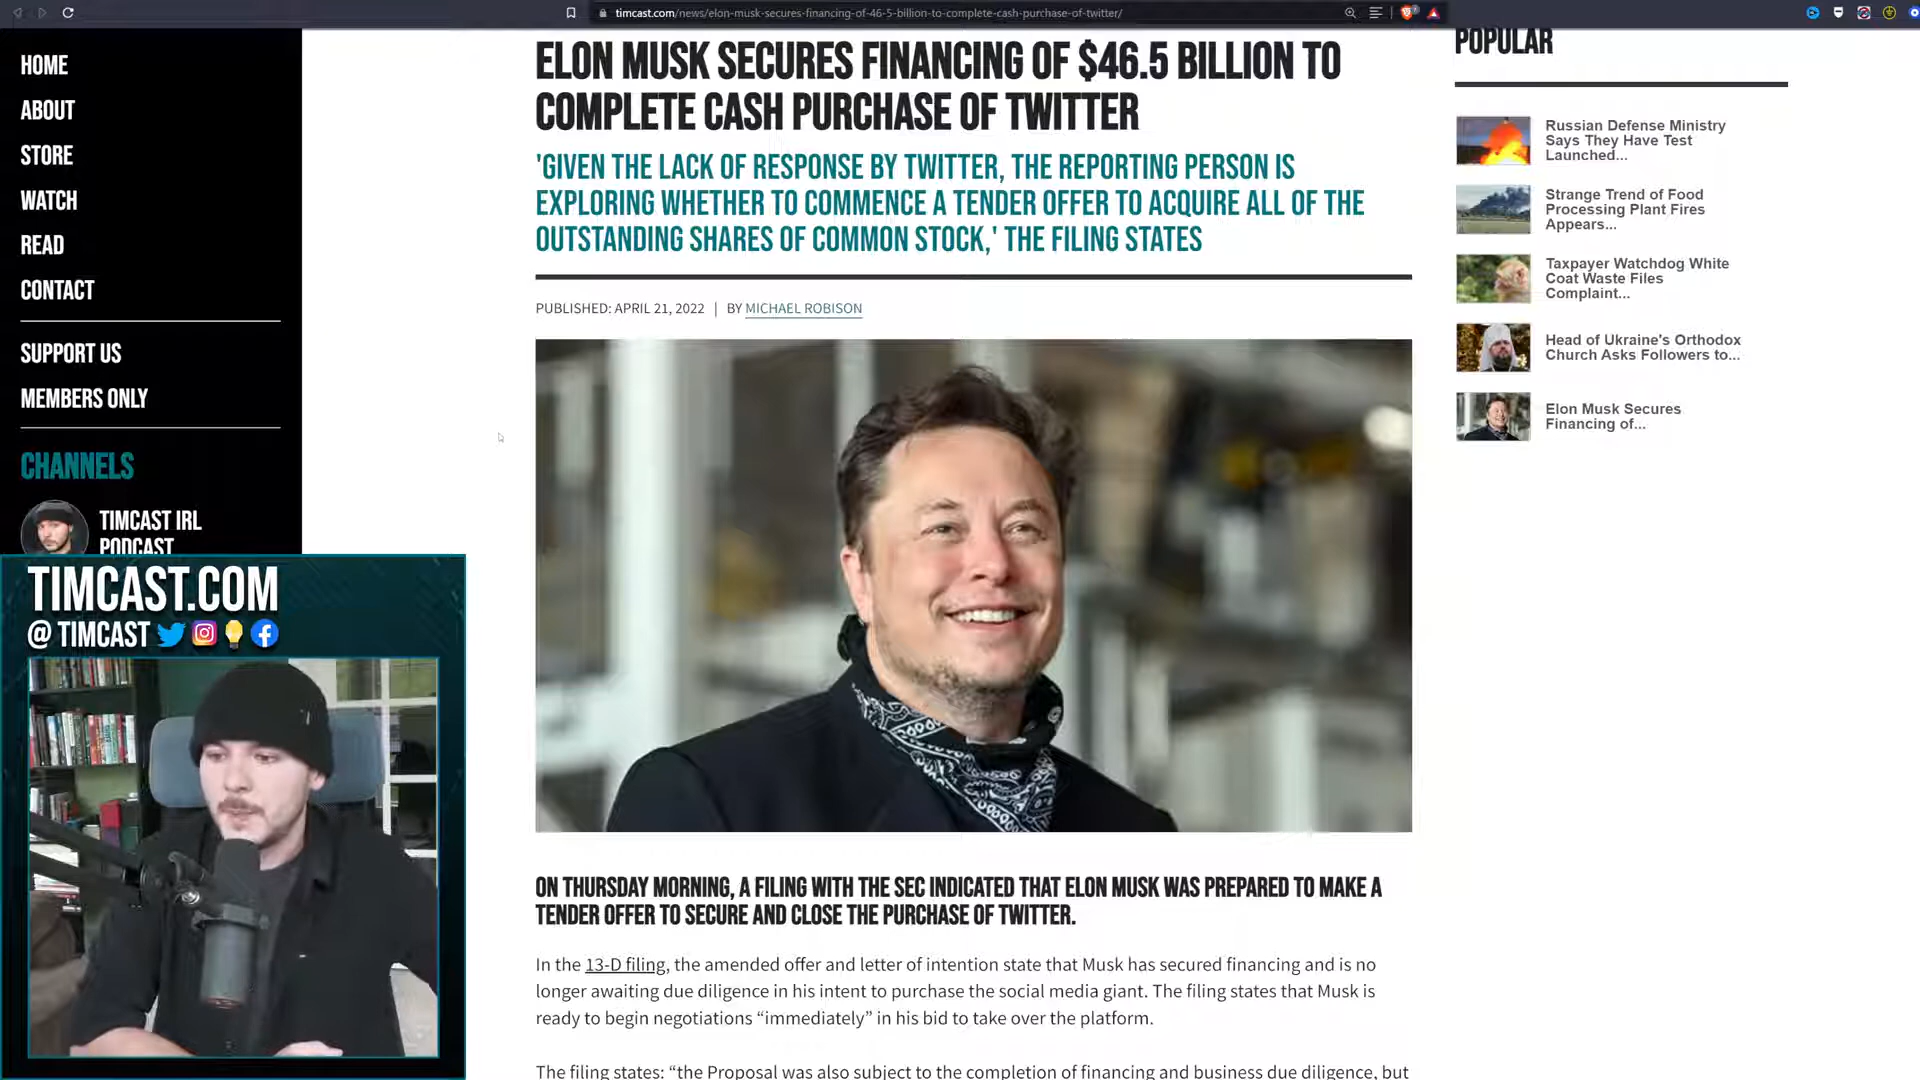 timcast.com/news/elon-musk-secures-financing-of-46-5-billion-to-complete-cash-purchase-of-twitter/
HOME
ABOUT
STORE
WATCH
READ
CONTACT
SUPPORT US
MEMBERS ONLY
CHANNELS
TIMCAST IRL
PODCAST
TIMCAST.COM
@ TIMCAST
ELON MUSK SECURES FINANCING OF $46.5 BILLION TO
COMPLETE CASH PURCHASE OF TWITTER
'GIVEN THE LACK OF RESPONSE BY TWITTER, THE REPORTING PERSON IS
EXPLORING WHETHER TO COMMENCE A TENDER OFFER TO ACQUIRE ALL OF THE
OUTSTANDING SHARES OF COMMON STOCK,' THE FILING STATES
PUBLISHED: APRIL 21, 2022 | BY MICHAEL ROBISON
ON THURSDAY MORNING, A FILING WITH THE SEC INDICATED THAT ELON MUSK WAS PREPARED TO MAKE A
TENDER OFFER TO SECURE AND CLOSE THE PURCHASE OF TWITTER.
In the 13-D filing, the amended offer and letter of intention state that Musk has secured financing and is no
longer awaiting due diligence in his intent to purchase the social media giant. The filing states that Musk is
ready to begin negotiations “immediately” in his bid to take over the platform.
The filing states: “the Proposal was also subject to the completion of financing and business due diligence, but
POPULAR
Russian Defense Ministry
Says They Have Test
Launched...
Strange Trend of Food
Processing Plant Fires
Appears...
Taxpayer Watchdog White
Coat Waste Files
Complaint...
Head of Ukraine's Orthodox
Church Asks Followers to...
Elon Musk Secures
Financing of...